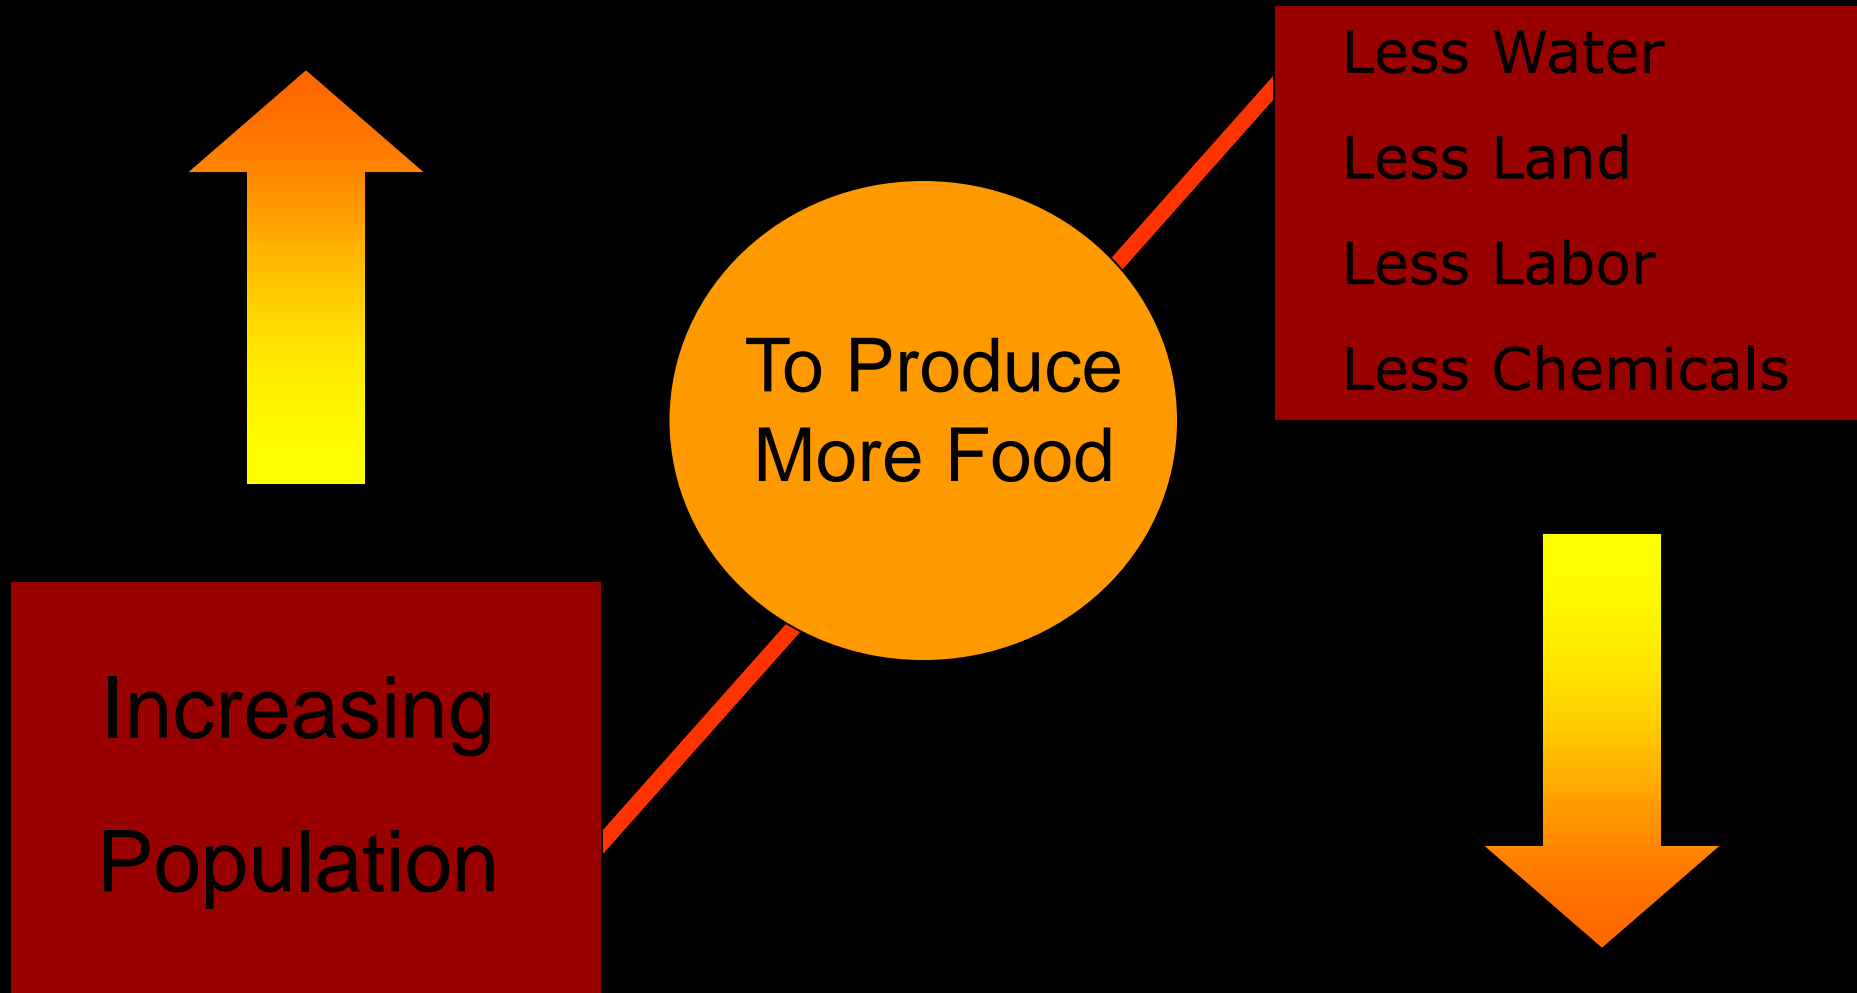 Less Water
Less Land
Less Labor
Less Chemicals
To Produce
More Food
Increasing
Population